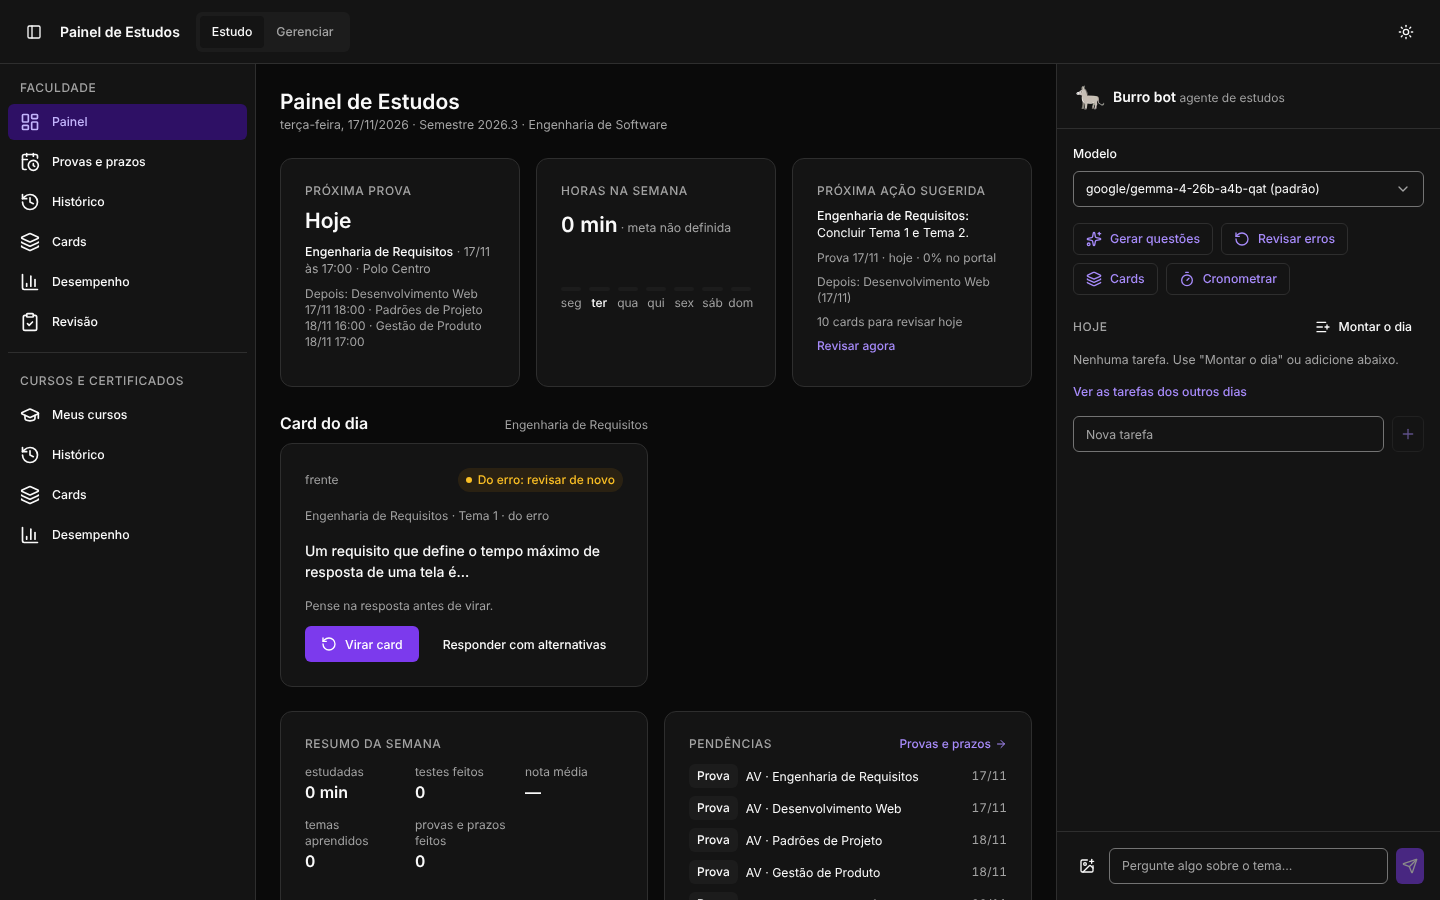 Painel de Estudos
Estudo
Gerenciar
FACULDADE
Painel
Provas e prazos
Histórico
Cards
Desempenho
Revisão
CURSOS E CERTIFICADOS
Meus cursos
Histórico
Cards
Desempenho
Painel de Estudos
terça-feira, 17/11/2026 · Semestre 2026.3 · Engenharia de Software
PRÓXIMA PROVA
Hoje
Engenharia de Requisitos · 17/11
às 17:00 · Polo Centro
Depois: Desenvolvimento Web
17/11 18:00 · Padrões de Projeto
18/11 16:00 · Gestão de Produto
18/11 17:00
HORAS NA SEMANA
0 min · meta não definida
seg ter qua qui sex sáb dom
PRÓXIMA AÇÃO SUGERIDA
Engenharia de Requisitos:
Concluir Tema 1 e Tema 2.
Prova 17/11 · hoje · 0% no portal
Depois: Desenvolvimento Web
(17/11)
10 cards para revisar hoje
Revisar agora
Card do dia
Engenharia de Requisitos
frente
Do erro: revisar de novo
Engenharia de Requisitos · Tema 1 · do erro
Um requisito que define o tempo máximo de
resposta de uma tela é...
Pense na resposta antes de virar.
Virar card
Responder com alternativas
RESUMO DA SEMANA
estudadas
0 min
testes feitos
0
nota média
—
temas
aprendidos
0
provas e prazos
feitos
0
PENDÊNCIAS
Provas e prazos →
Prova AV · Engenharia de Requisitos 17/11
Prova AV · Desenvolvimento Web 17/11
Prova AV · Padrões de Projeto 18/11
Prova AV · Gestão de Produto 18/11
Burro bot agente de estudos
Modelo
google/gemma-4-26b-a4b-qat (padrão)
Gerar questões
Revisar erros
Cards
Cronometrar
HOJE
Montar o dia
Nenhuma tarefa. Use "Montar o dia" ou adicione abaixo.
Ver as tarefas dos outros dias
Nova tarefa
Pergunte algo sobre o tema...